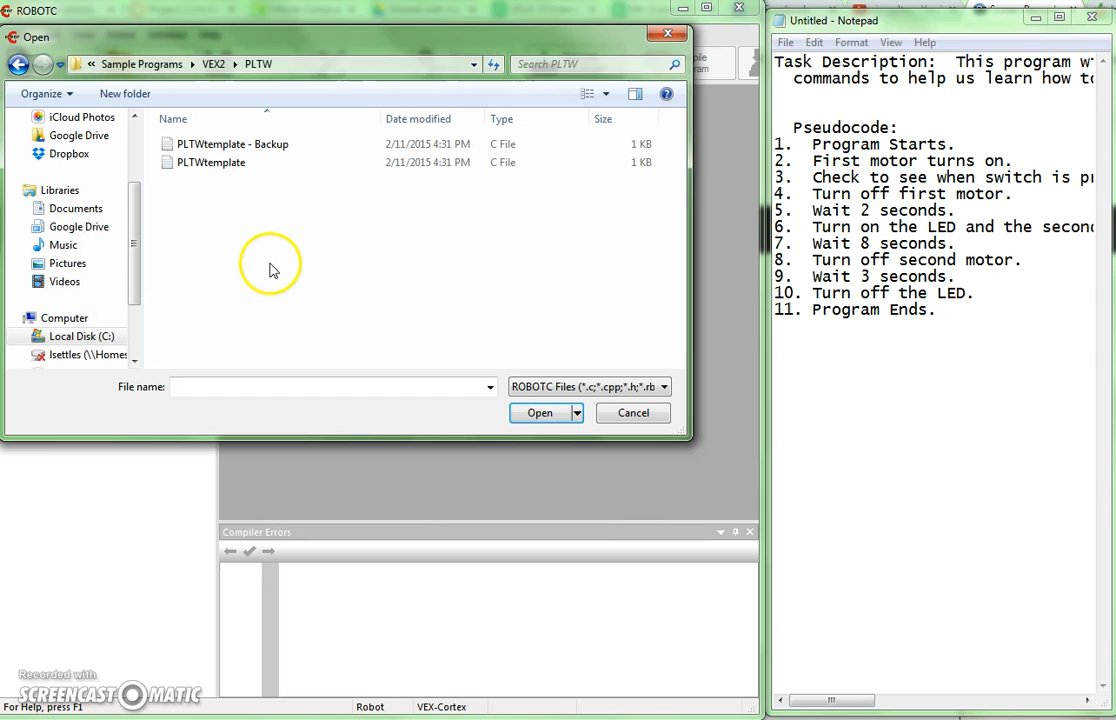 ROBOTC
Open
« Sample Programs VEX2 PLTW
Search PLTW
Organize
New folder
Name
Date modified
Type
Size
iCloud Photos
Google Drive
Dropbox
Libraries
Documents
Google Drive
Music
Pictures
Videos
Computer
Local Disk (C:)
lsettles (\\Homes
PLTWtemplate - Backup 2/11/2015 4:31 PM C File 1 KB
PLTWtemplate 2/11/2015 4:31 PM C File 1 KB
File name:
ROBOTC Files (*.c;*.cpp;*.h;*.rb
Open
Cancel
Compiler Errors
Recorded with
SCREENCAST-O-MATIC
For Help, press F1
Robot
VEX-Cortex
Untitled - Notepad
File Edit Format View Help
Task Description: This program w
commands to help us learn how to
Pseudocode:
1. Program Starts.
2. First motor turns on.
3. Check to see when switch is p
4. Turn off first motor.
5. Wait 2 seconds.
6. Turn on the LED and the secon
7. Wait 8 seconds.
8. Turn off second motor.
9. Wait 3 seconds.
10. Turn off the LED.
11. Program Ends.